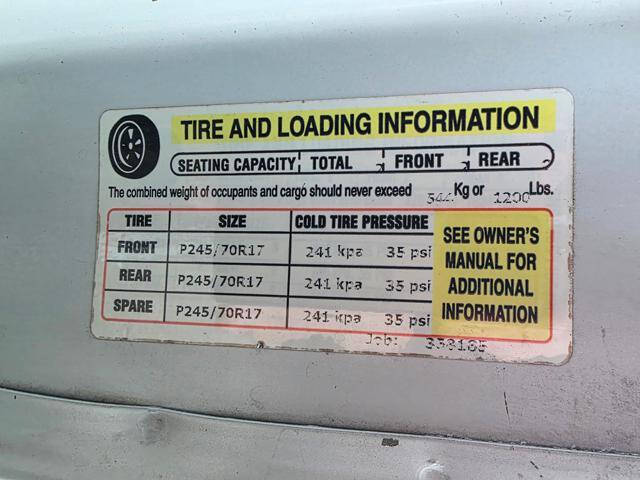 TIRE AND LOADING INFORMATION
SEATING CAPACITY TOTAL FRONT REAR
The combined weight of occupants and cargo should never exceed Kg or 1200 Lbs.
TIRE SIZE COLD TIRE PRESSURE
FRONT P245/70R17 241 kpa 35 psi
REAR P245/70R17 241 kpa 35 psi
SPARE P245/70R17 241 kpa 35 psi
SEE OWNER'S
MANUAL FOR
ADDITIONAL
INFORMATION
Job: